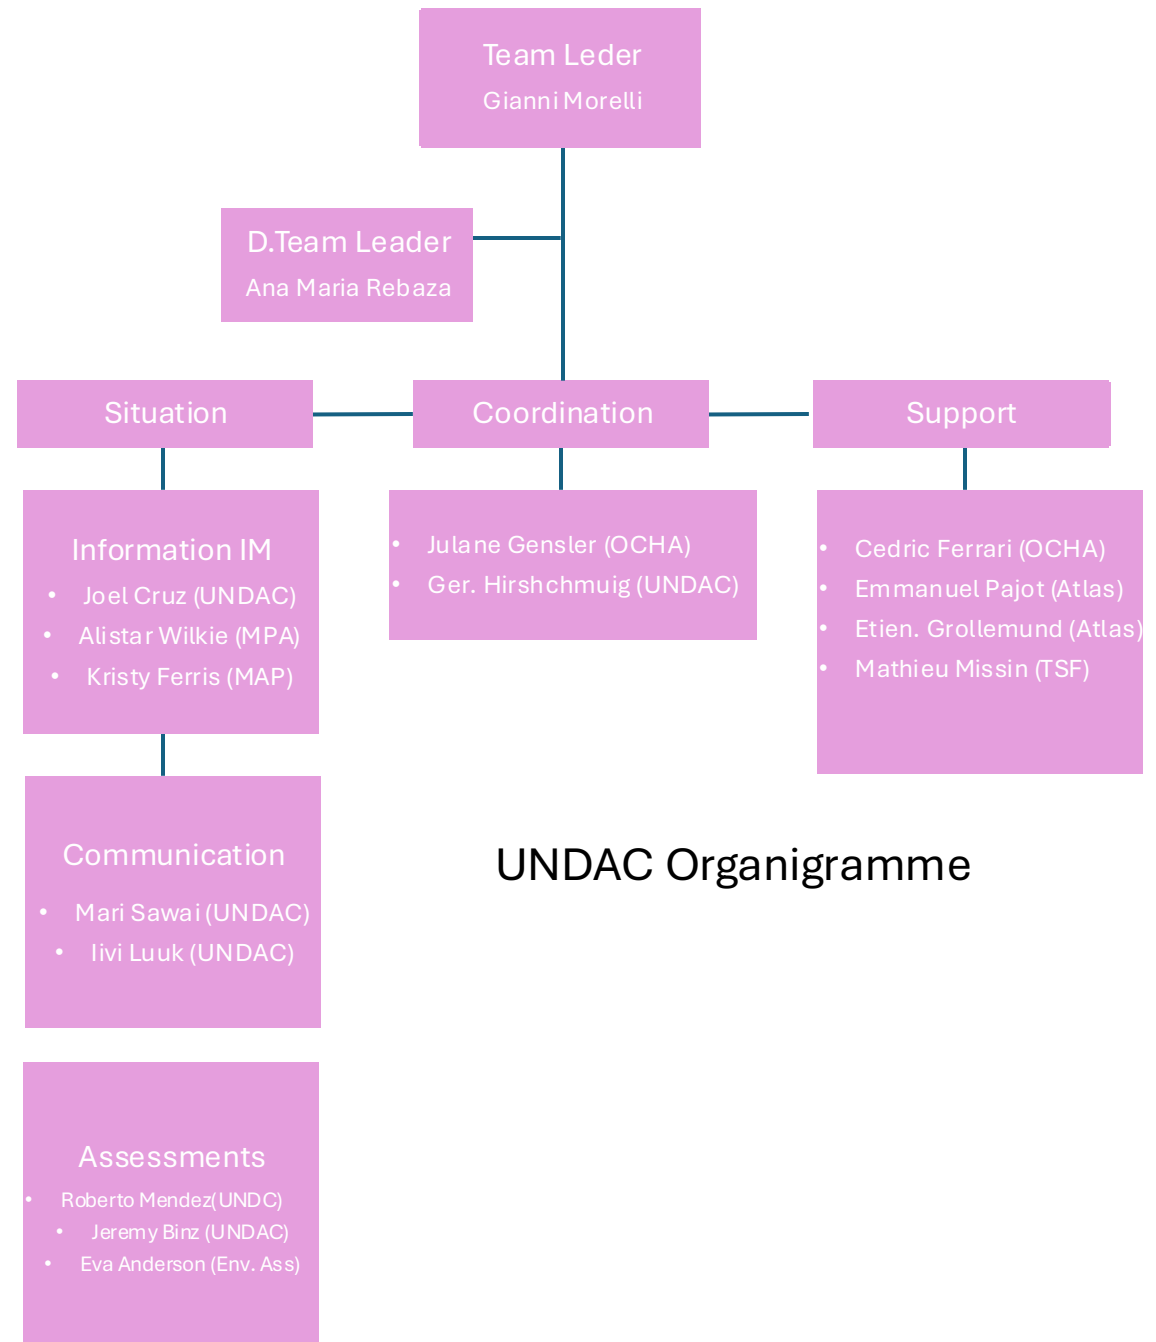 Team Leder
Gianni Morelli
D.Team Leader
Ana Maria Rebaza
Situation
Coordination
Support
Information IM
• Joel Cruz (UNDAC)
• Alistar Wilkie (MPA)
• Kristy Ferris (MAP)
• Julane Gensler (OCHA)
• Ger. Hirshchmuig (UNDAC)
• Cedric Ferrari (OCHA)
• Emmanuel Pajot (Atlas)
• Etien. Grollemund (Atlas)
• Mathieu Missin (TSF)
Communication
• Mari Sawai (UNDAC)
• Iivi Luuk (UNDAC)
UNDAC Organigramme
Assessments
• Roberto Mendez(UNDC)
• Jeremy Binz (UNDAC)
• Eva Anderson (Env. Ass)